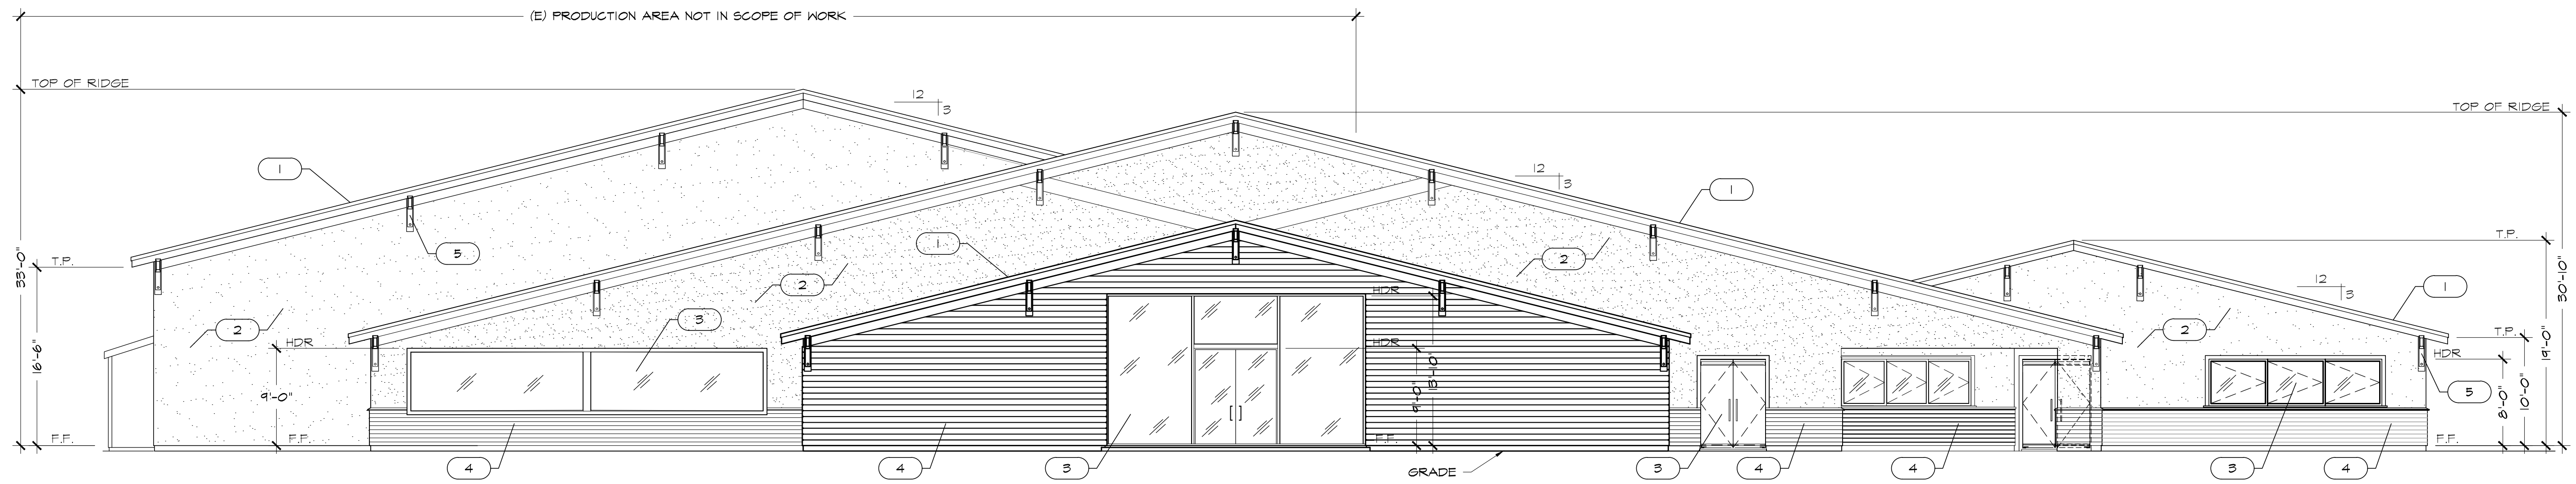 (E) PRODUCTION AREA NOT IN SCOPE OF WORK
TOP OF RIDGE
12
3
TOP OF RIDGE
1
12
3
1
5
1
2
2
T.P.
T.P.
33'-0"
16'-6"
30'-10"
19'-0"
12
3
1
HDR
2
3
HDR
2
T.P.
HDR
HDR
9'-0"
13'-0"
9'-0"
8'-0"
10'-0"
5
F.F.
F.F.
F.F.
F.F.
4
4
3
GRADE
3
4
4
3
4